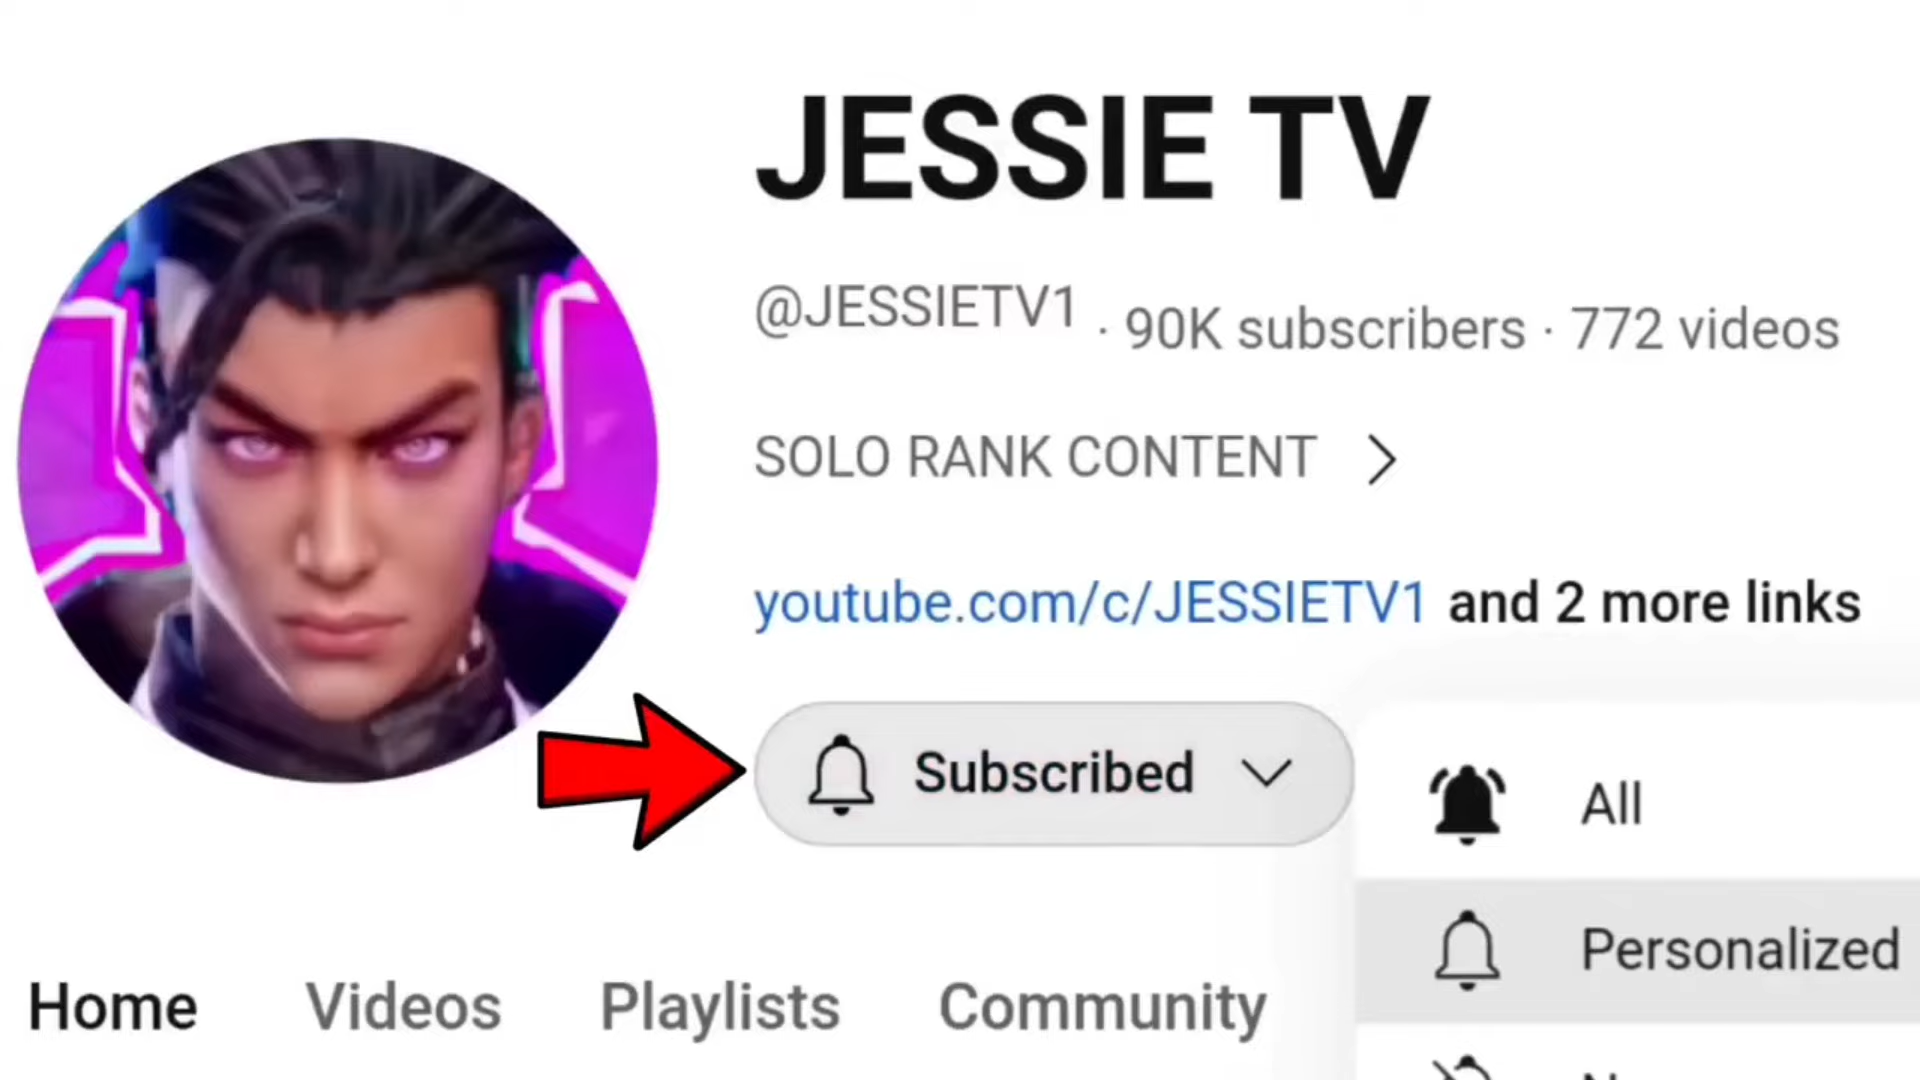 JESSIE TV
@JESSIETV1 · 90K subscribers · 772 videos
SOLO RANK CONTENT
youtube.com/c/JESSIETV1 and 2 more links
Subscribed
All
Personalized
Home Videos Playlists Community